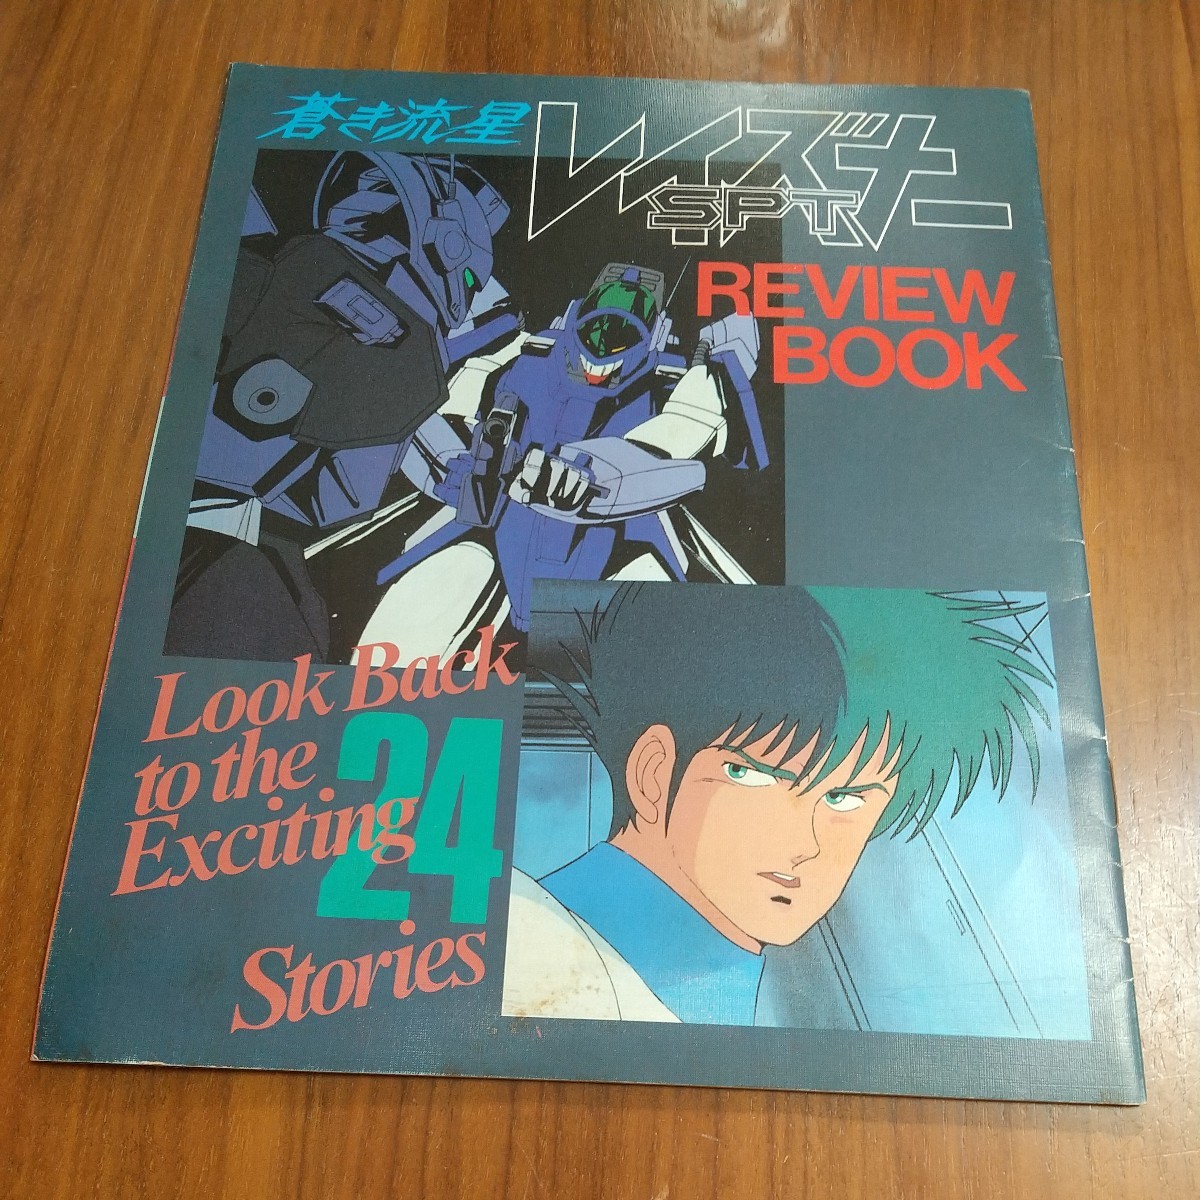 蒼き流星
レイズナー
SPT
REVIEW
BOOK
Look Back
to the
Exciting
24
Stories